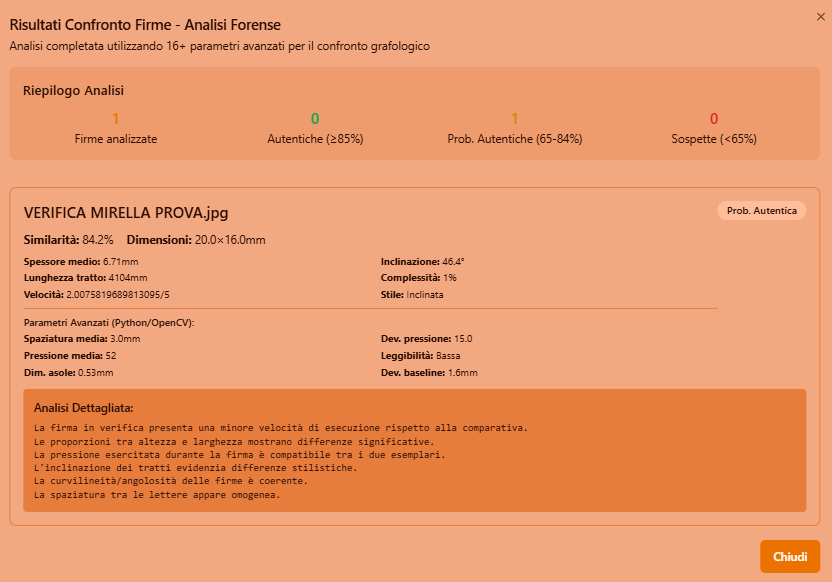 Risultati Confronto Firme - Analisi Forense
×
Analisi completata utilizzando 16+ parametri avanzati per il confronto grafologico
Riepilogo Analisi
1
Firme analizzate
0
Autentiche (≥85%)
1
Prob. Autentiche (65-84%)
0
Sospette (<65%)
VERIFICA MIRELLA PROVA.jpg
Prob. Autentica
Similarità: 84.2% Dimensioni: 20.0×16.0mm
Spessore medio: 6.71mm
Inclinazione: 46.4°
Lunghezza tratto: 4104mm
Complessità: 1%
Velocità: 2.0075819689813095/5
Stile: Inclinata
Parametri Avanzati (Python/OpenCV):
Spaziatura media: 3.0mm
Dev. pressione: 15.0
Pressione media: 52
Leggibilità: Bassa
Dim. asole: 0.53mm
Dev. baseline: 1.6mm
Analisi Dettagliata:
La firma in verifica presenta una minore velocità di esecuzione rispetto alla comparativa.
Le proporzioni tra altezza e larghezza mostrano differenze significative.
La pressione esercitata durante la firma è compatibile tra i due esemplari.
L'inclinazione dei tratti evidenzia differenze stilistiche.
La curvilineità/angolosità delle firme è coerente.
La spaziatura tra le lettere appare omogenea.
Chiudi